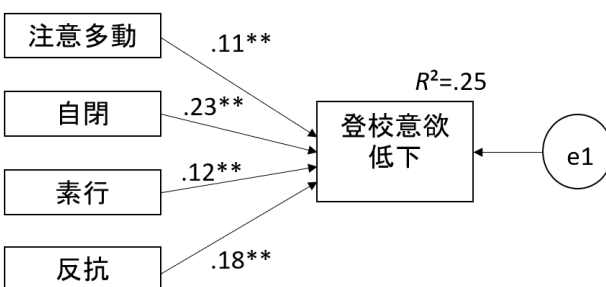 注意多動
.11**
R²=.25
自閉
.23**
登校意欲
低下
e1
素行
.12**
反抗
.18**